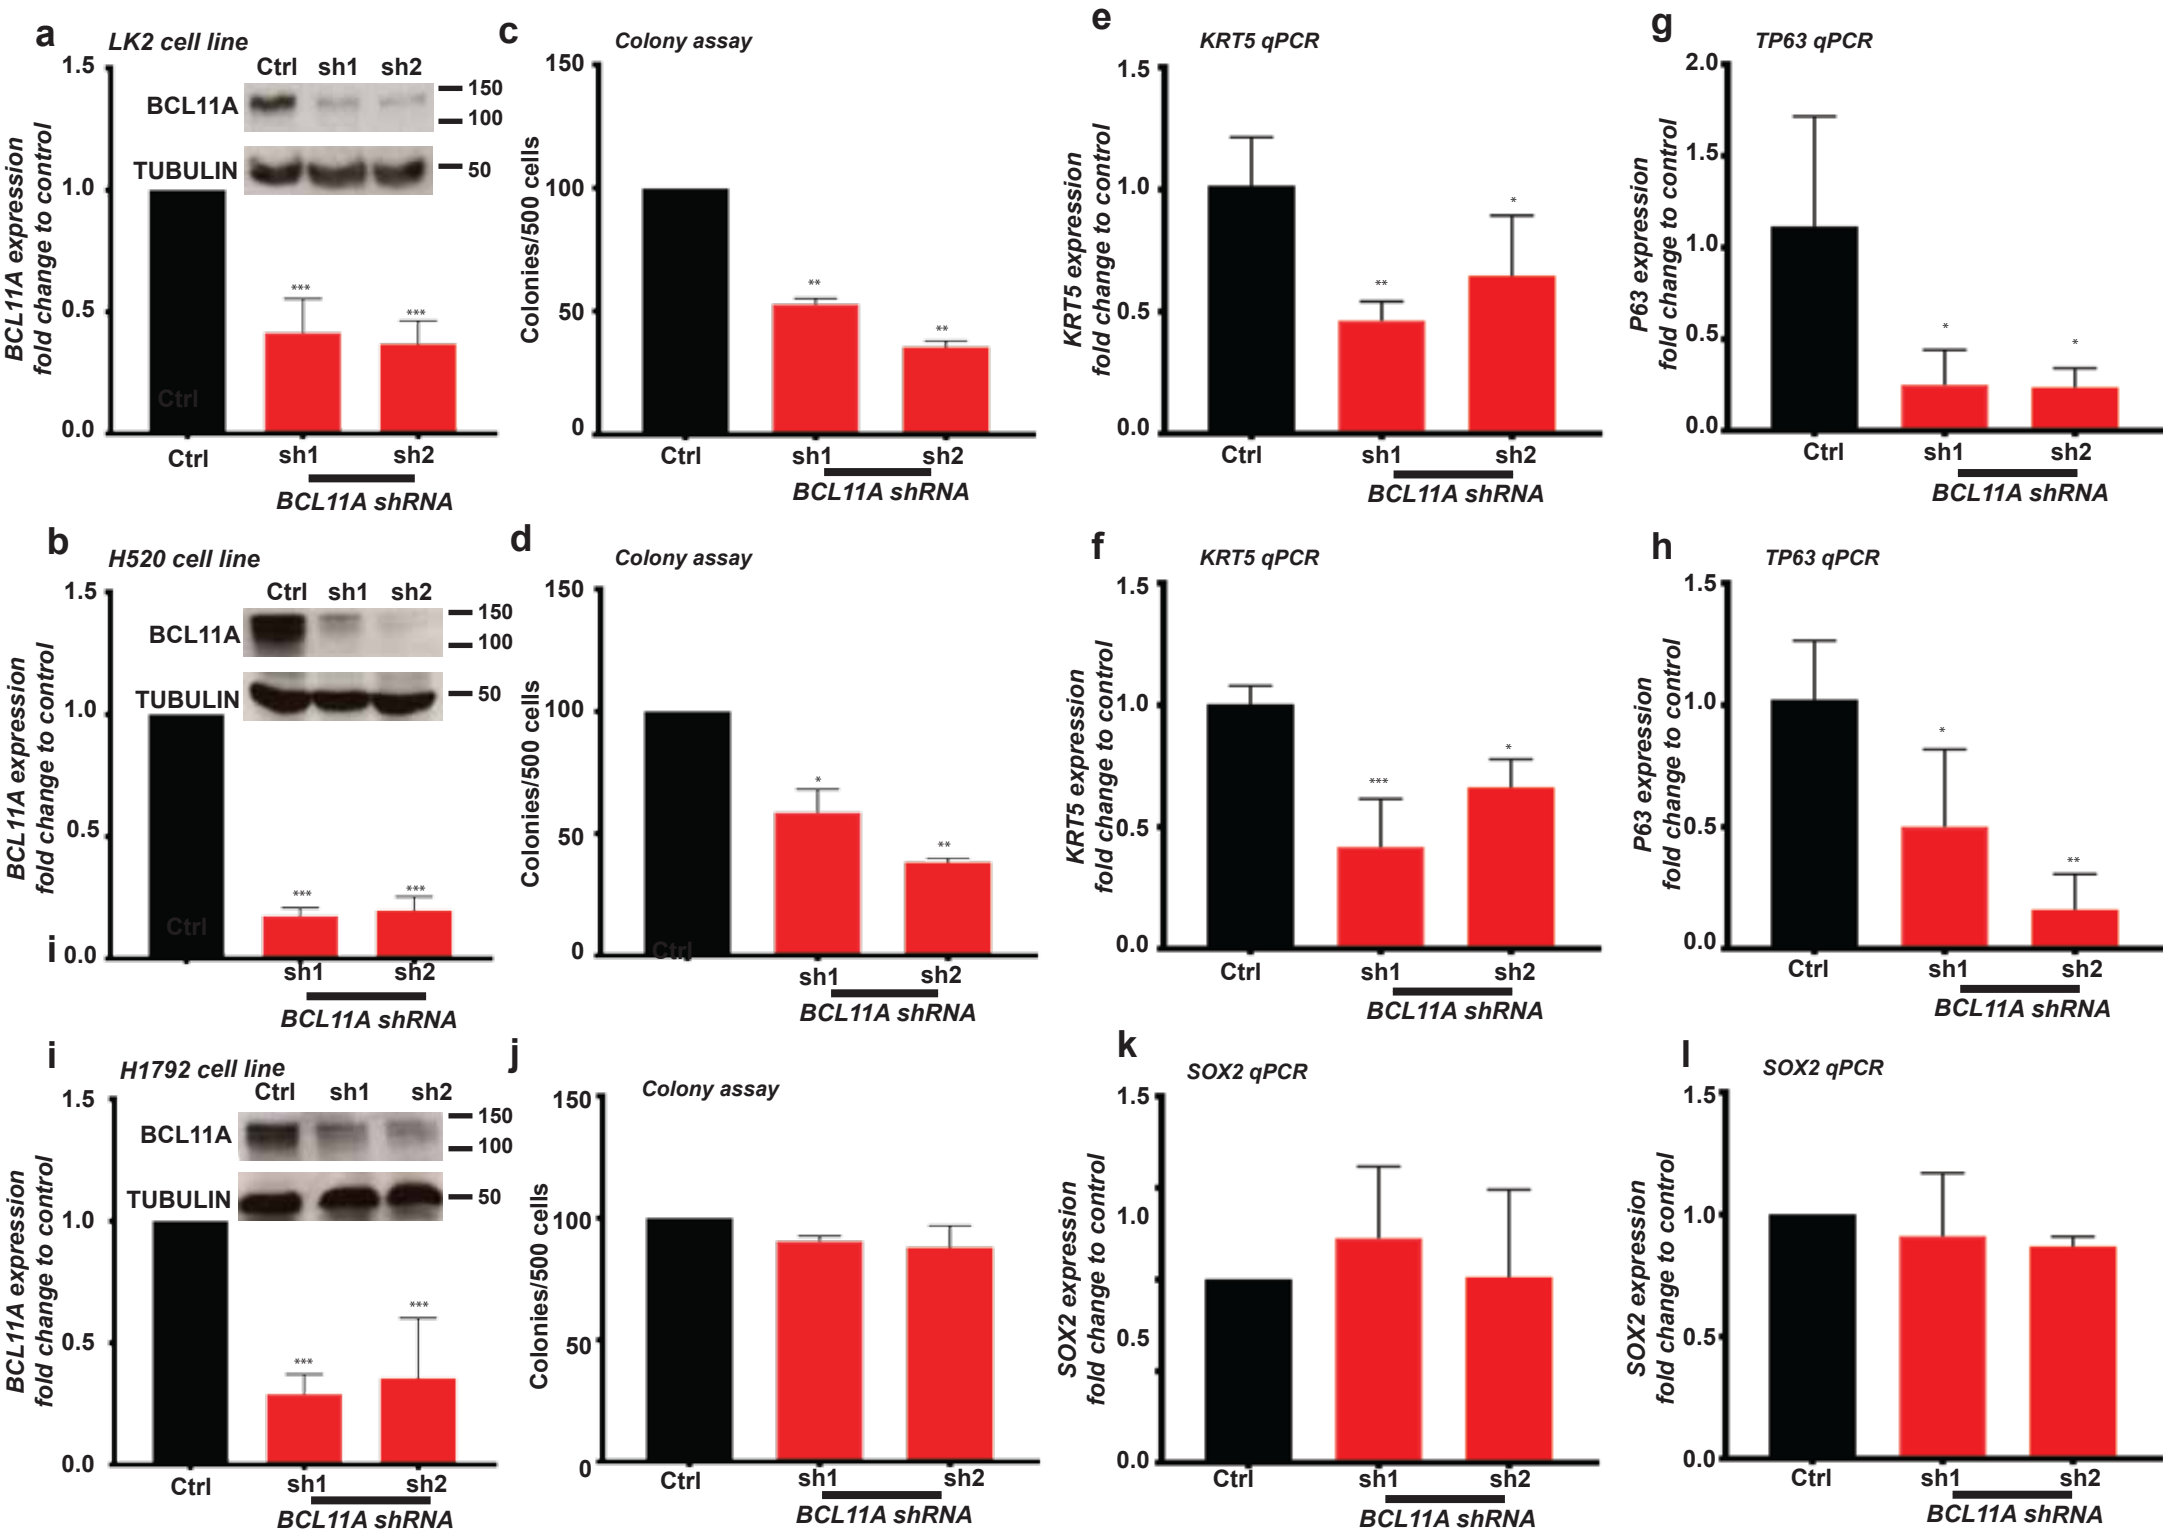 a
LK2 cell line
1.5
1.0
0.5
0.0
BCL11A expression
fold change to control
Ctrl sh1 sh2
BCL11A
150
100
TUBULIN
50
***
***
Ctrl
Ctrl sh1 sh2
BCL11A shRNA
c
Colony assay
150
100
50
0
Colonies/500 cells
**
**
Ctrl sh1 sh2
BCL11A shRNA
e
KRT5 qPCR
1.5
1.0
0.5
0.0
KRT5 expression
fold change to control
**
*
Ctrl sh1 sh2
BCL11A shRNA
g
TP63 qPCR
2.0
1.5
1.0
0.5
0.0
P63 expression
fold change to control
*
*
Ctrl sh1 sh2
BCL11A shRNA
b
H520 cell line
1.5
1.0
0.5
0.0
BCL11A expression
fold change to control
Ctrl sh1 sh2
BCL11A
150
100
TUBULIN
50
***
***
Ctrl
i
sh1 sh2
BCL11A shRNA
d
Colony assay
150
100
50
0
Colonies/500 cells
*
**
Ctrl
sh1 sh2
BCL11A shRNA
f
KRT5 qPCR
1.5
1.0
0.5
0.0
KRT5 expression
fold change to control
***
*
Ctrl sh1 sh2
BCL11A shRNA
h
TP63 qPCR
1.5
1.0
0.5
0.0
P63 expression
fold change to control
*
**
Ctrl sh1 sh2
BCL11A shRNA
i
H1792 cell line
1.5
1.0
0.5
0.0
BCL11A expression
fold change to control
Ctrl sh1 sh2
BCL11A
150
100
TUBULIN
50
***
***
Ctrl sh1 sh2
BCL11A shRNA
j
Colony assay
150
100
50
0
Colonies/500 cells
Ctrl sh1 sh2
BCL11A shRNA
k
SOX2 qPCR
1.5
1.0
0.5
0.0
SOX2 expression
fold change to control
Ctrl sh1 sh2
BCL11A shRNA
l
SOX2 qPCR
1.5
1.0
0.5
0.0
SOX2 expression
fold change to control
Ctrl sh1 sh2
BCL11A shRNA